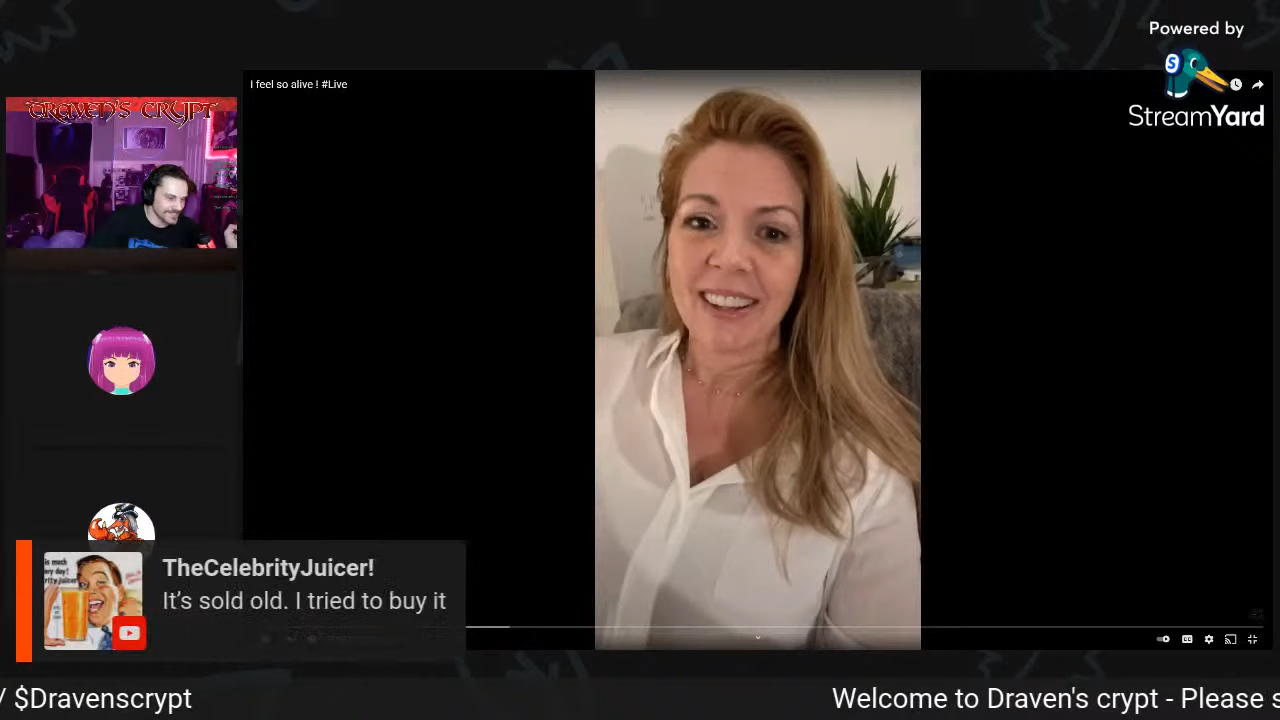 Powered by
StreamYard
I feel so alive ! #Live
DRAVEN'S CRYPT
TheCelebrityJuicer!
It’s sold old. I tried to buy it
/ $Dravenscrypt
Welcome to Draven's crypt - Please s